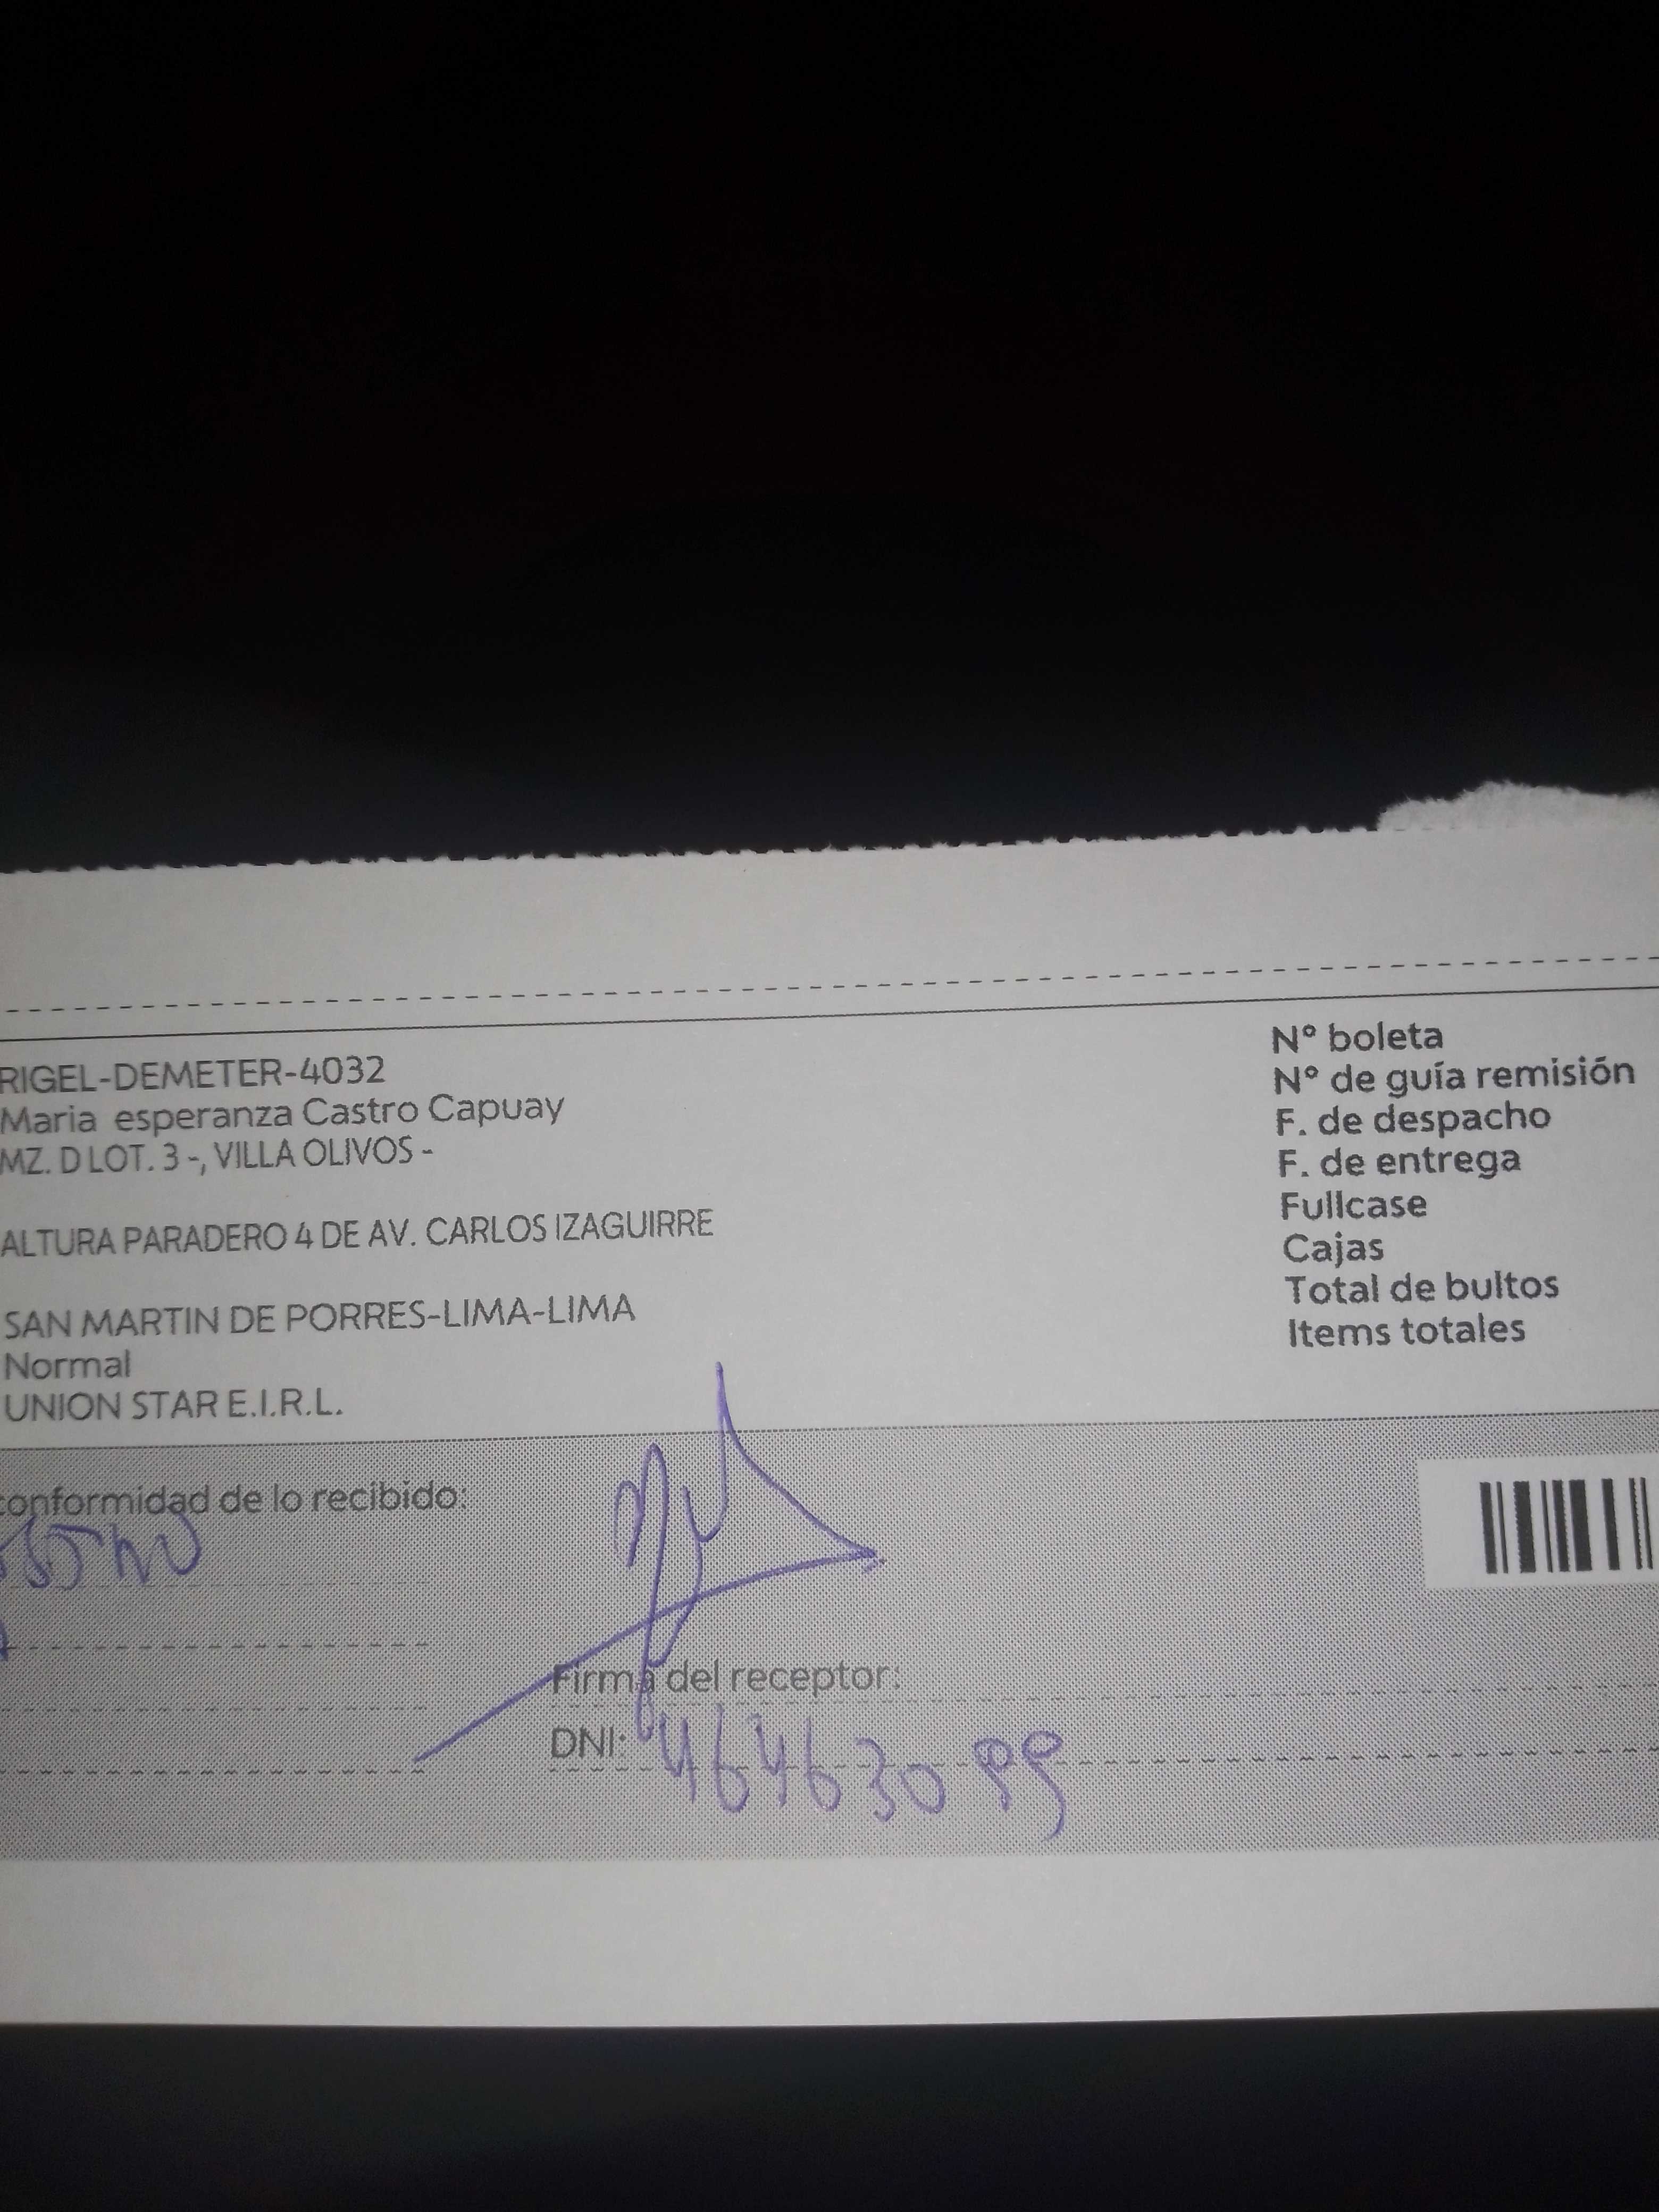 RIGEL-DEMETER-4032
Maria esperanza Castro Capuay
MZ. D LOT. 3 -, VILLA OLIVOS -
ALTURA PARADERO 4 DE AV. CARLOS IZAGUIRRE
SAN MARTIN DE PORRES-LIMA-LIMA
Normal
UNION STAR E.I.R.L.
N° boleta
N° de guía remisión
F. de despacho
F. de entrega
Fullcase
Cajas
Total de bultos
Items totales
conformidad de lo recibido:
Firma del receptor:
DNI: 46463099